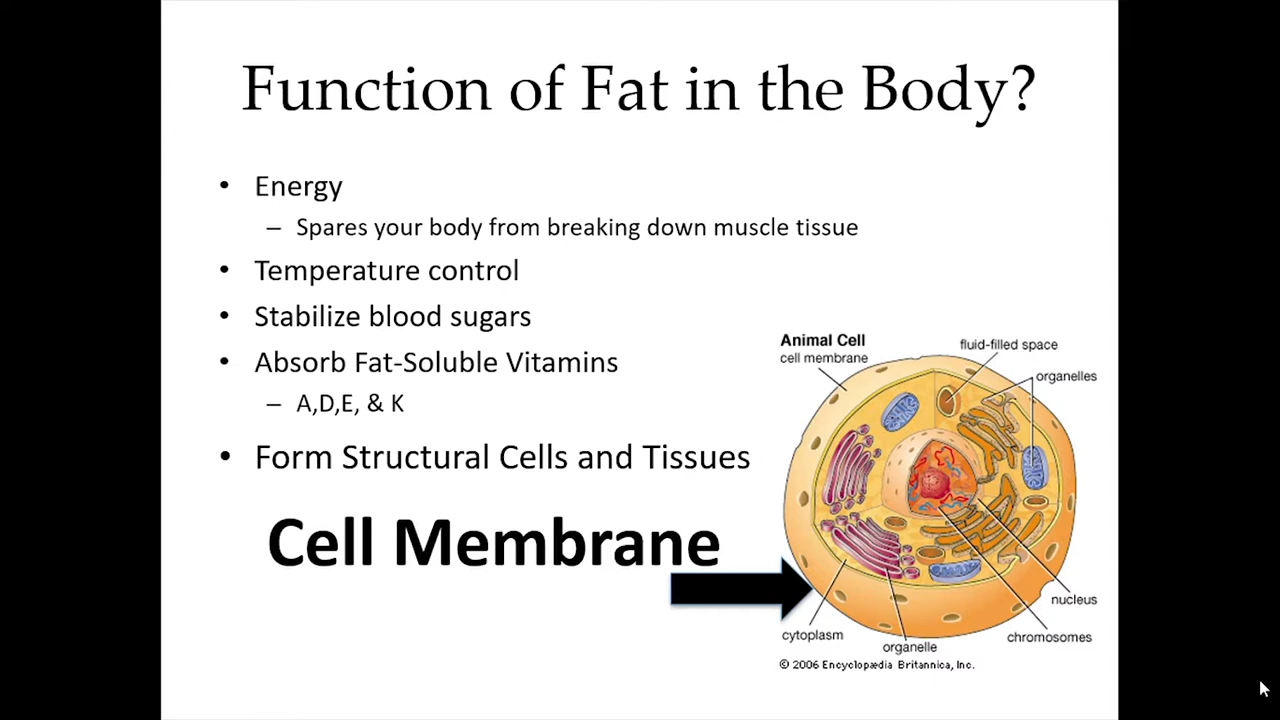 Function of Fat in the Body?
• Energy
– Spares your body from breaking down muscle tissue
• Temperature control
• Stabilize blood sugars
• Absorb Fat-Soluble Vitamins
– A,D,E, & K
• Form Structural Cells and Tissues
Cell Membrane
Animal Cell
cell membrane
fluid-filled space
organelles
nucleus
chromosomes
cytoplasm
organelle
© 2006 Encyclopædia Britannica, Inc.